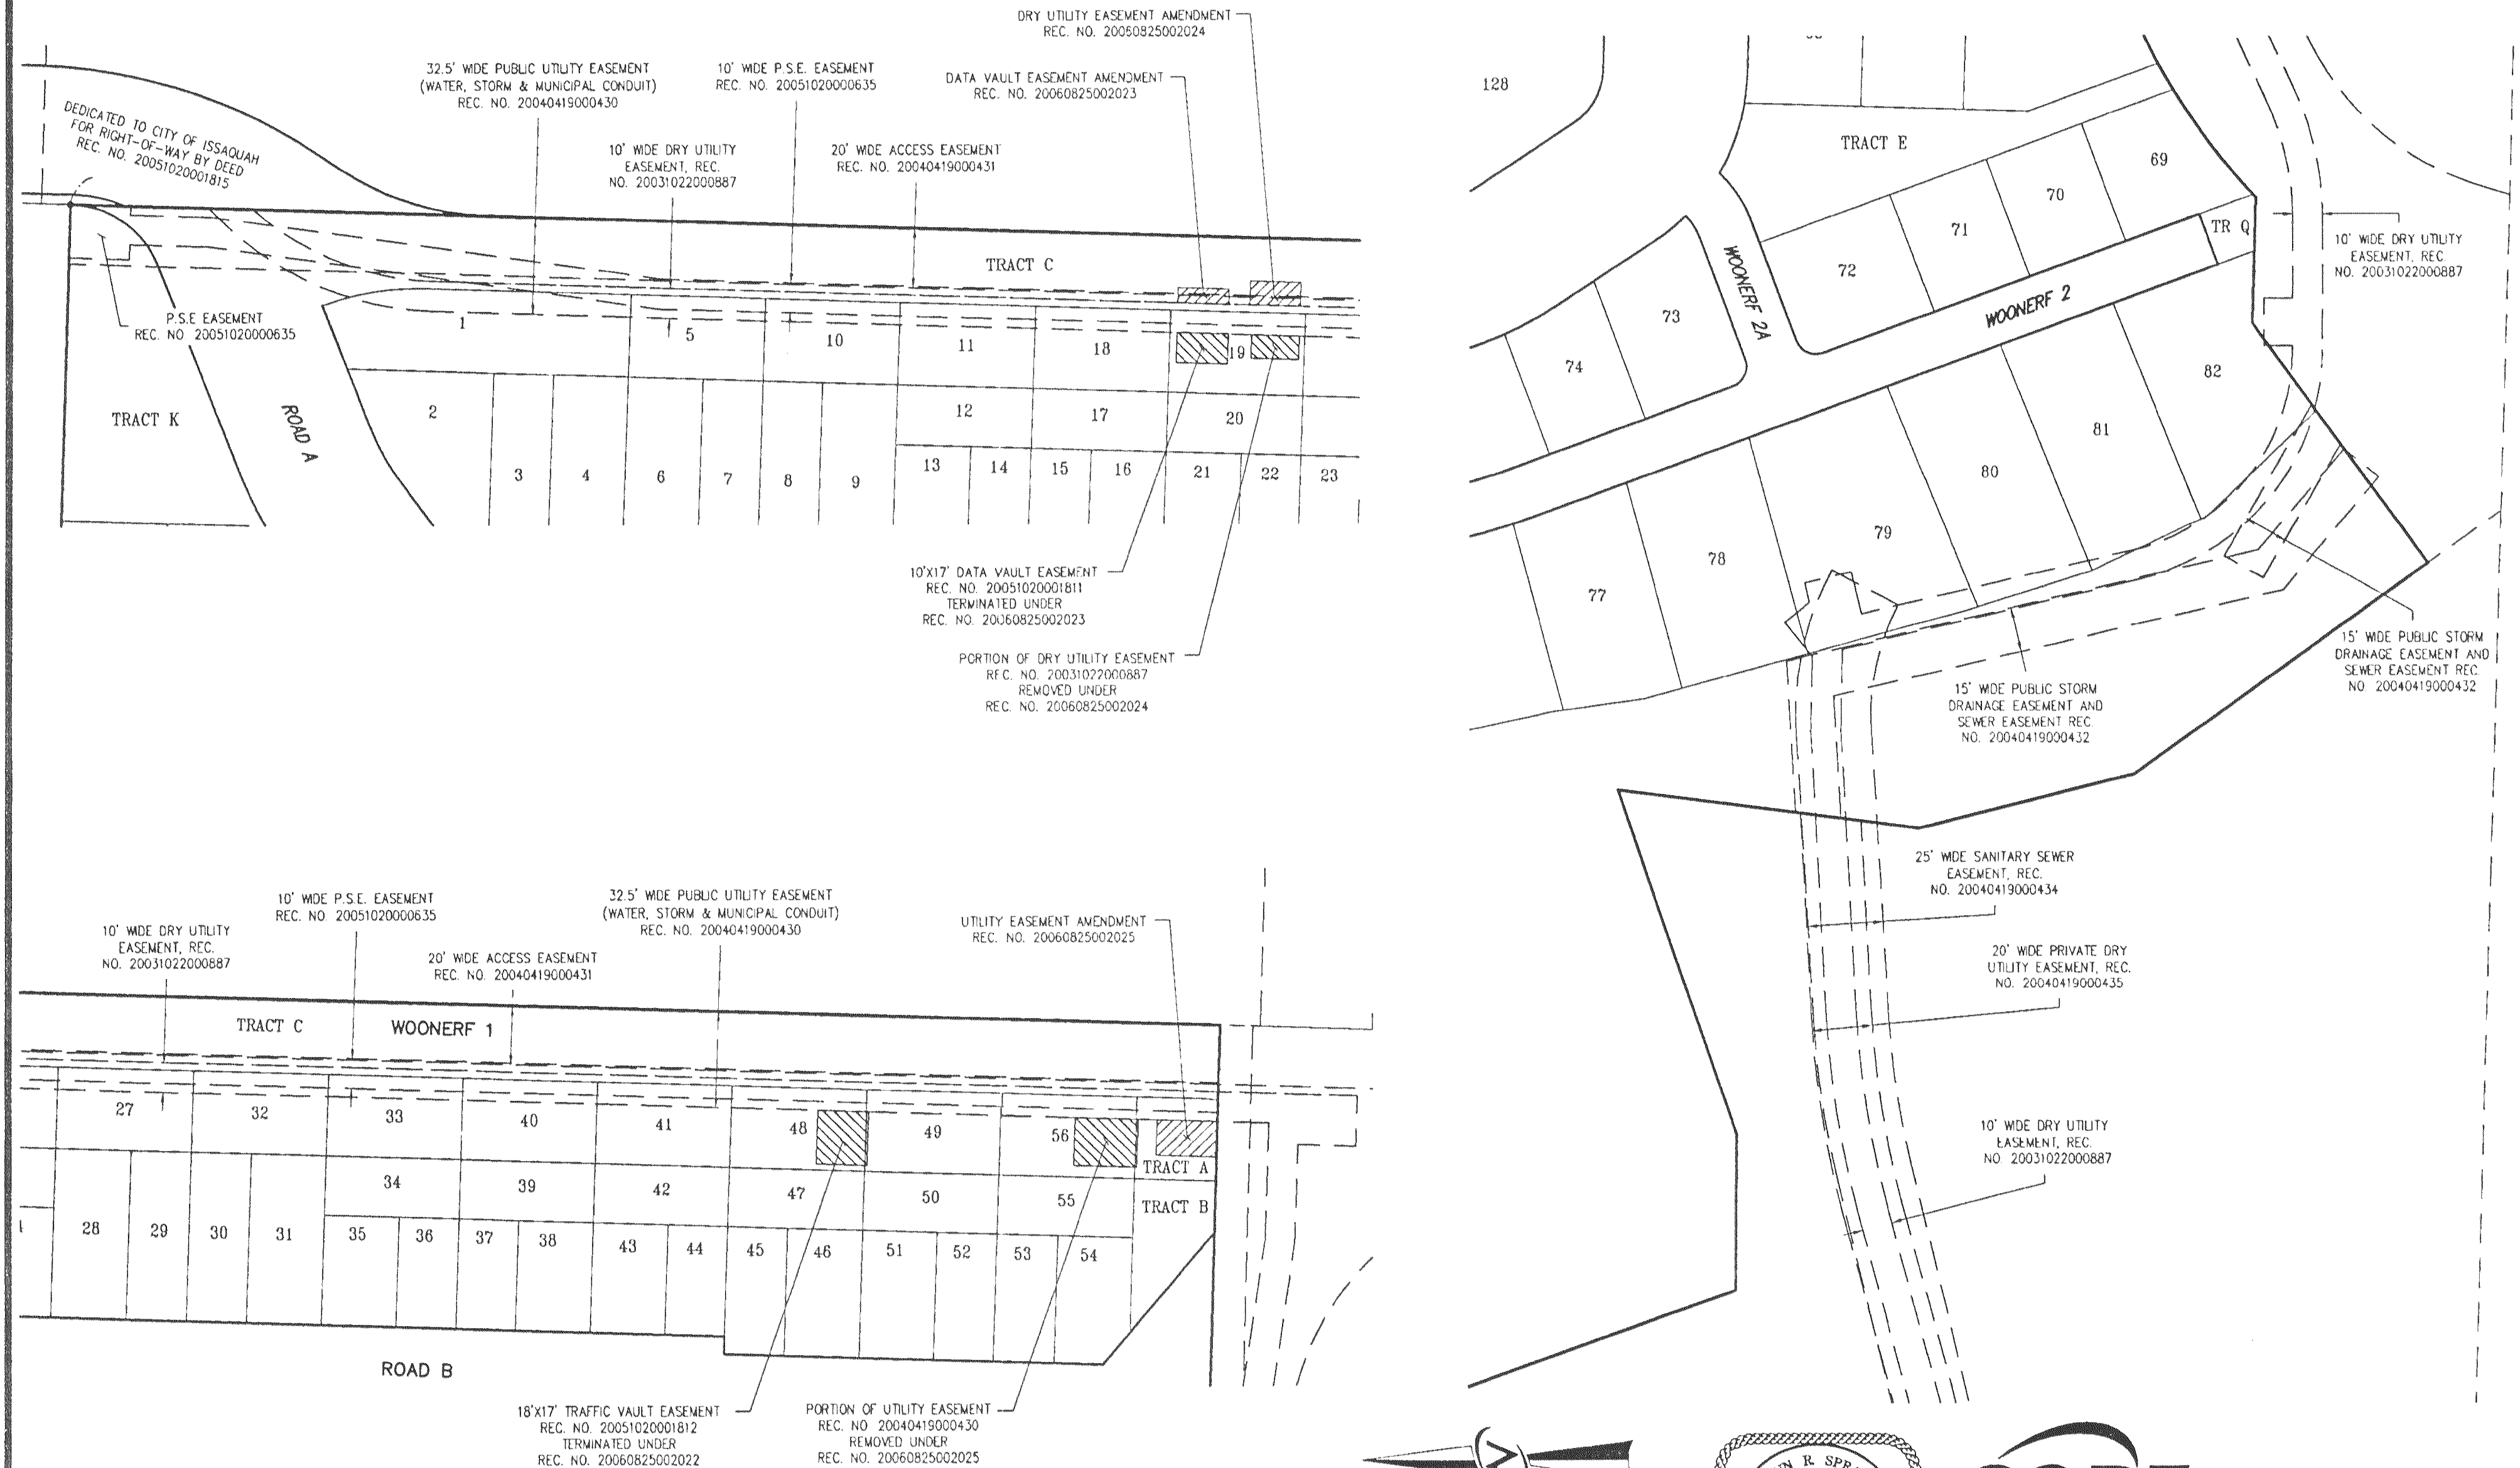 DRY UTILITY EASEMENT AMENDMENT
REC. NO. 20060825002024
32.5' WIDE PUBLIC UTILITY EASEMENT
(WATER, STORM & MUNICIPAL CONDUIT)
REC. NO. 20040419000430
10' WIDE P.S.E. EASEMENT
REC. NO. 20051020000635
DATA VAULT EASEMENT AMENDMENT
REC. NO. 20060825002023
DEDICATED TO CITY OF ISSAQUAH
FOR RIGHT-OF-WAY BY DEED
REC. NO. 20051020001815
10' WIDE DRY UTILITY
EASEMENT, REC.
NO. 20031022000887
20' WIDE ACCESS EASEMENT
REC. NO. 20040419000431
TRACT C
P.S.E EASEMENT
REC. NO. 20051020000635
1
5
10
11
18
19
TRACT K
ROAD A
2
12
17
20
3
4
6
7
8
9
13
14
15
16
21
22
23
10'X17' DATA VAULT EASEMENT
REC. NO. 20051020001811
TERMINATED UNDER
REC. NO. 20060825002023
PORTION OF DRY UTILITY EASEMENT
REC. NO. 20031022000887
REMOVED UNDER
REC. NO. 20060825002024
10' WIDE DRY UTILITY
EASEMENT, REC.
NO. 20031022000887
10' WIDE P.S.E. EASEMENT
REC. NO. 20051020000635
20' WIDE ACCESS EASEMENT
REC. NO. 20040419000431
32.5' WIDE PUBLIC UTILITY EASEMENT
(WATER, STORM & MUNICIPAL CONDUIT)
REC. NO. 20040419000430
UTILITY EASEMENT AMENDMENT
REC. NO. 20060825002025
TRACT C
WOONERF 1
27
32
33
40
41
48
49
56
TRACT A
34
39
42
47
50
55
TRACT B
28
29
30
31
35
36
37
38
43
44
45
46
51
52
53
54
ROAD B
18'X17' TRAFFIC VAULT EASEMENT
REC. NO. 20051020001812
TERMINATED UNDER
REC. NO. 20060825002022
PORTION OF UTILITY EASEMENT
REC. NO 20040419000430
REMOVED UNDER
REC. NO. 20060825002025
128
TRACT E
69
70
71
72
TR Q
10' WIDE DRY UTILITY
EASEMENT, REC.
NO. 20031022000887
WOONERF 2A
WOONERF 2
73
74
82
81
80
79
78
77
15' WIDE PUBLIC STORM
DRAINAGE EASEMENT AND
SEWER EASEMENT REC.
NO. 20040419000432
15' WIDE PUBLIC STORM
DRAINAGE EASEMENT AND
SEWER EASEMENT REC.
NO. 20040419000432
25' WIDE SANITARY SEWER
EASEMENT, REC.
NO. 20040419000434
20' WIDE PRIVATE DRY
UTILITY EASEMENT, REC.
NO. 20040419000435
10' WIDE DRY UTILITY
EASEMENT, REC.
NO. 20031022000887